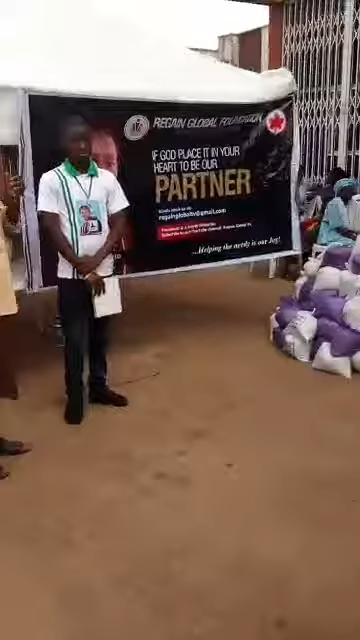 REGAIN GLOBAL FOUNDATION
IF GOD PLACE IT IN YOUR
HEART TO BE OUR
PARTNER
regainglobaltv@gmail.com
...Helping the needy is our Joy!